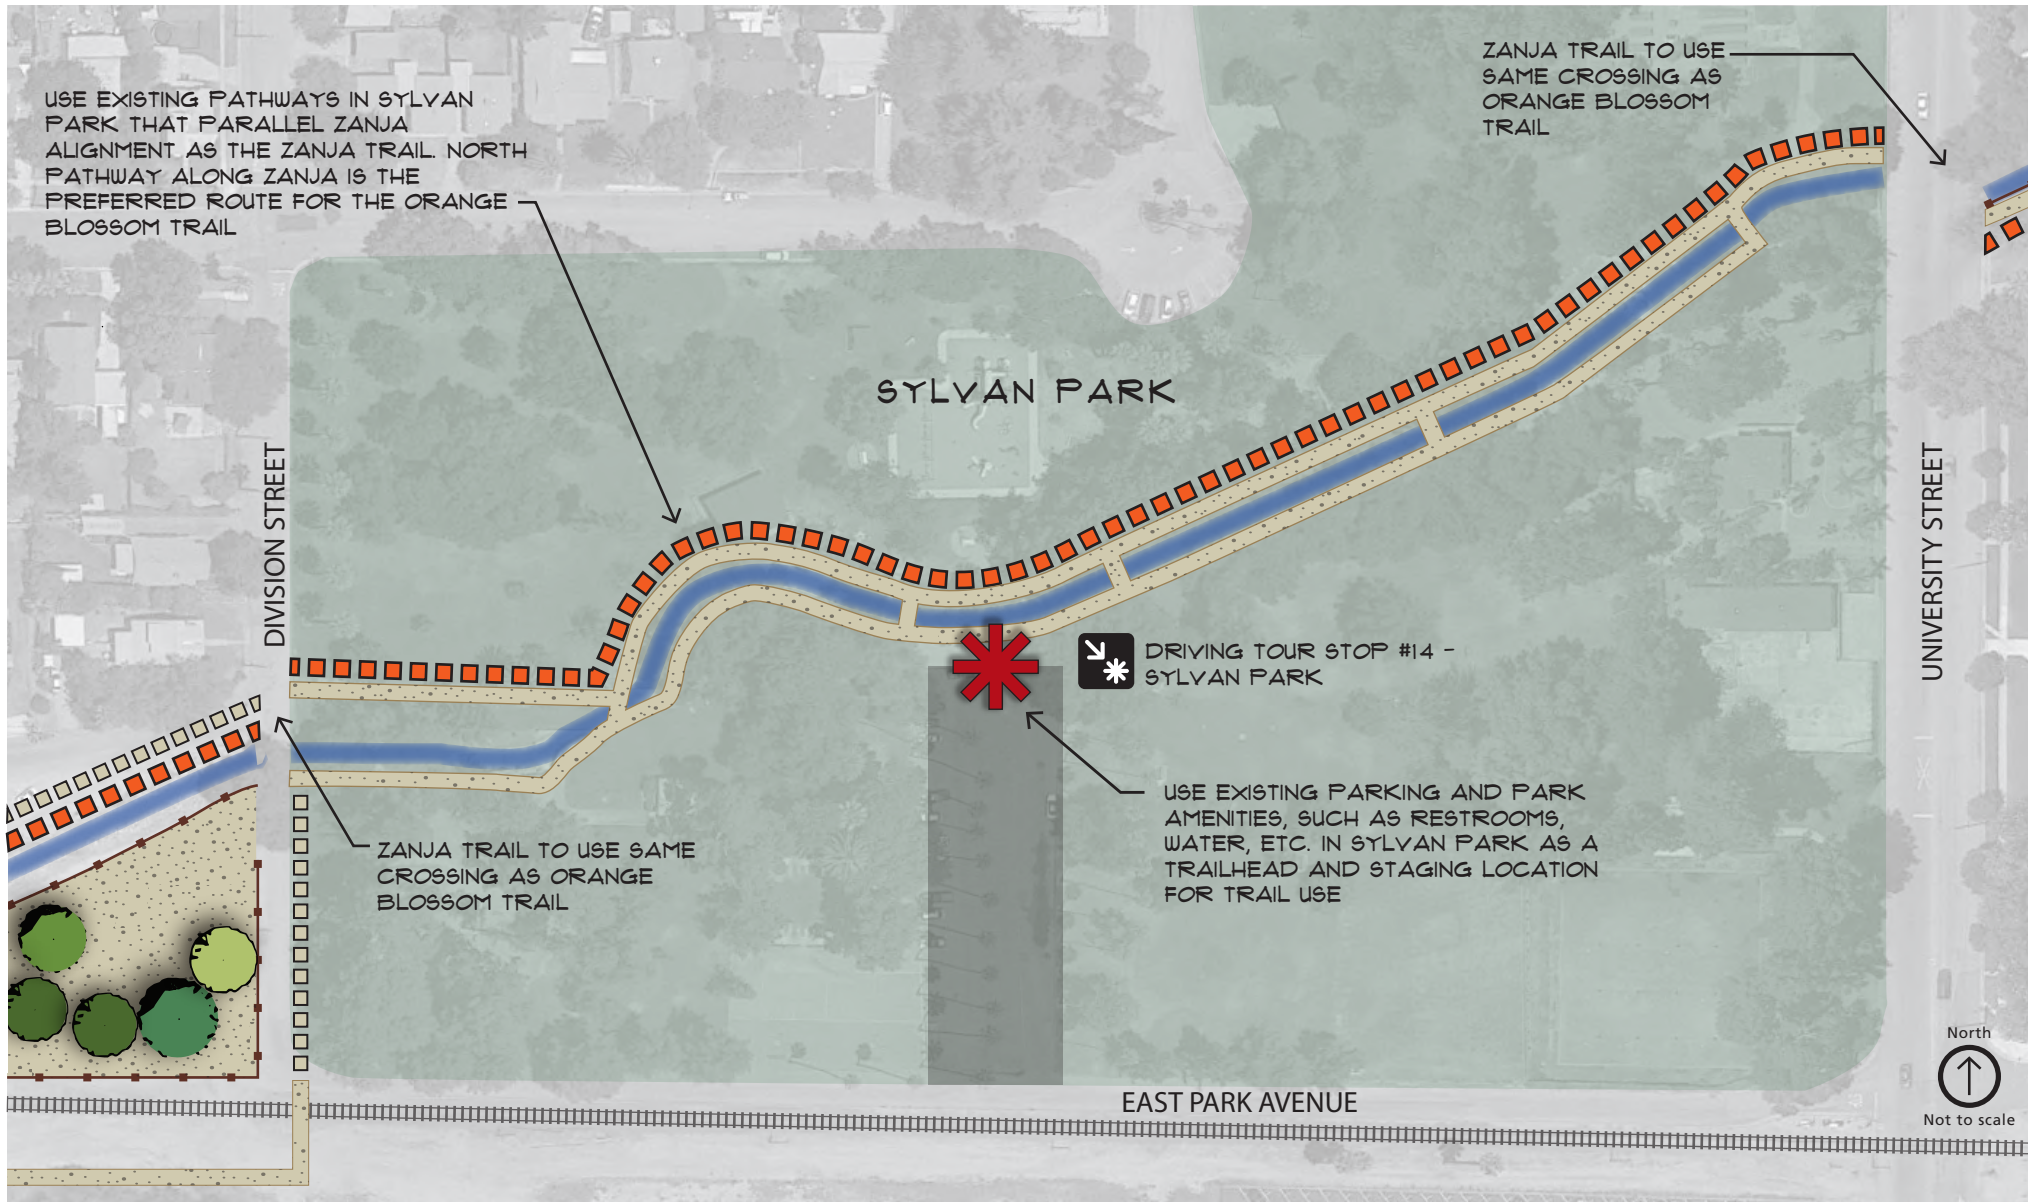 USE EXISTING PATHWAYS IN SYLVAN
PARK THAT PARALLEL ZANJA
ALIGNMENT AS THE ZANJA TRAIL. NORTH
PATHWAY ALONG ZANJA IS THE
PREFERRED ROUTE FOR THE ORANGE
BLOSSOM TRAIL
ZANJA TRAIL TO USE
SAME CROSSING AS
ORANGE BLOSSOM
TRAIL
SYLVAN PARK
DIVISION STREET
UNIVERSITY STREET
DRIVING TOUR STOP #14 -
SYLVAN PARK
USE EXISTING PARKING AND PARK
AMENITIES, SUCH AS RESTROOMS,
WATER, ETC. IN SYLVAN PARK AS A
TRAILHEAD AND STAGING LOCATION
FOR TRAIL USE
ZANJA TRAIL TO USE SAME
CROSSING AS ORANGE
BLOSSOM TRAIL
EAST PARK AVENUE
North
Not to scale